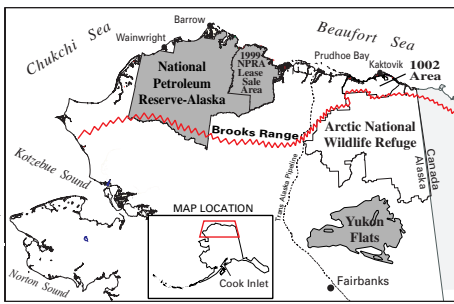 Barrow
Wainwright
Chukchi Sea
Beaufort Sea
Prudhoe Bay
Kaktovik
1002
Area
National
Petroleum
Reserve-Alaska
1999
NPRA
Lease
Sale
Area
Brooks Range
Arctic National
Wildlife Refuge
Canada
Alaska
Trans Alaska Pipeline
Kotzebue Sound
Norton Sound
MAP LOCATION
Cook Inlet
Yukon
Flats
Fairbanks